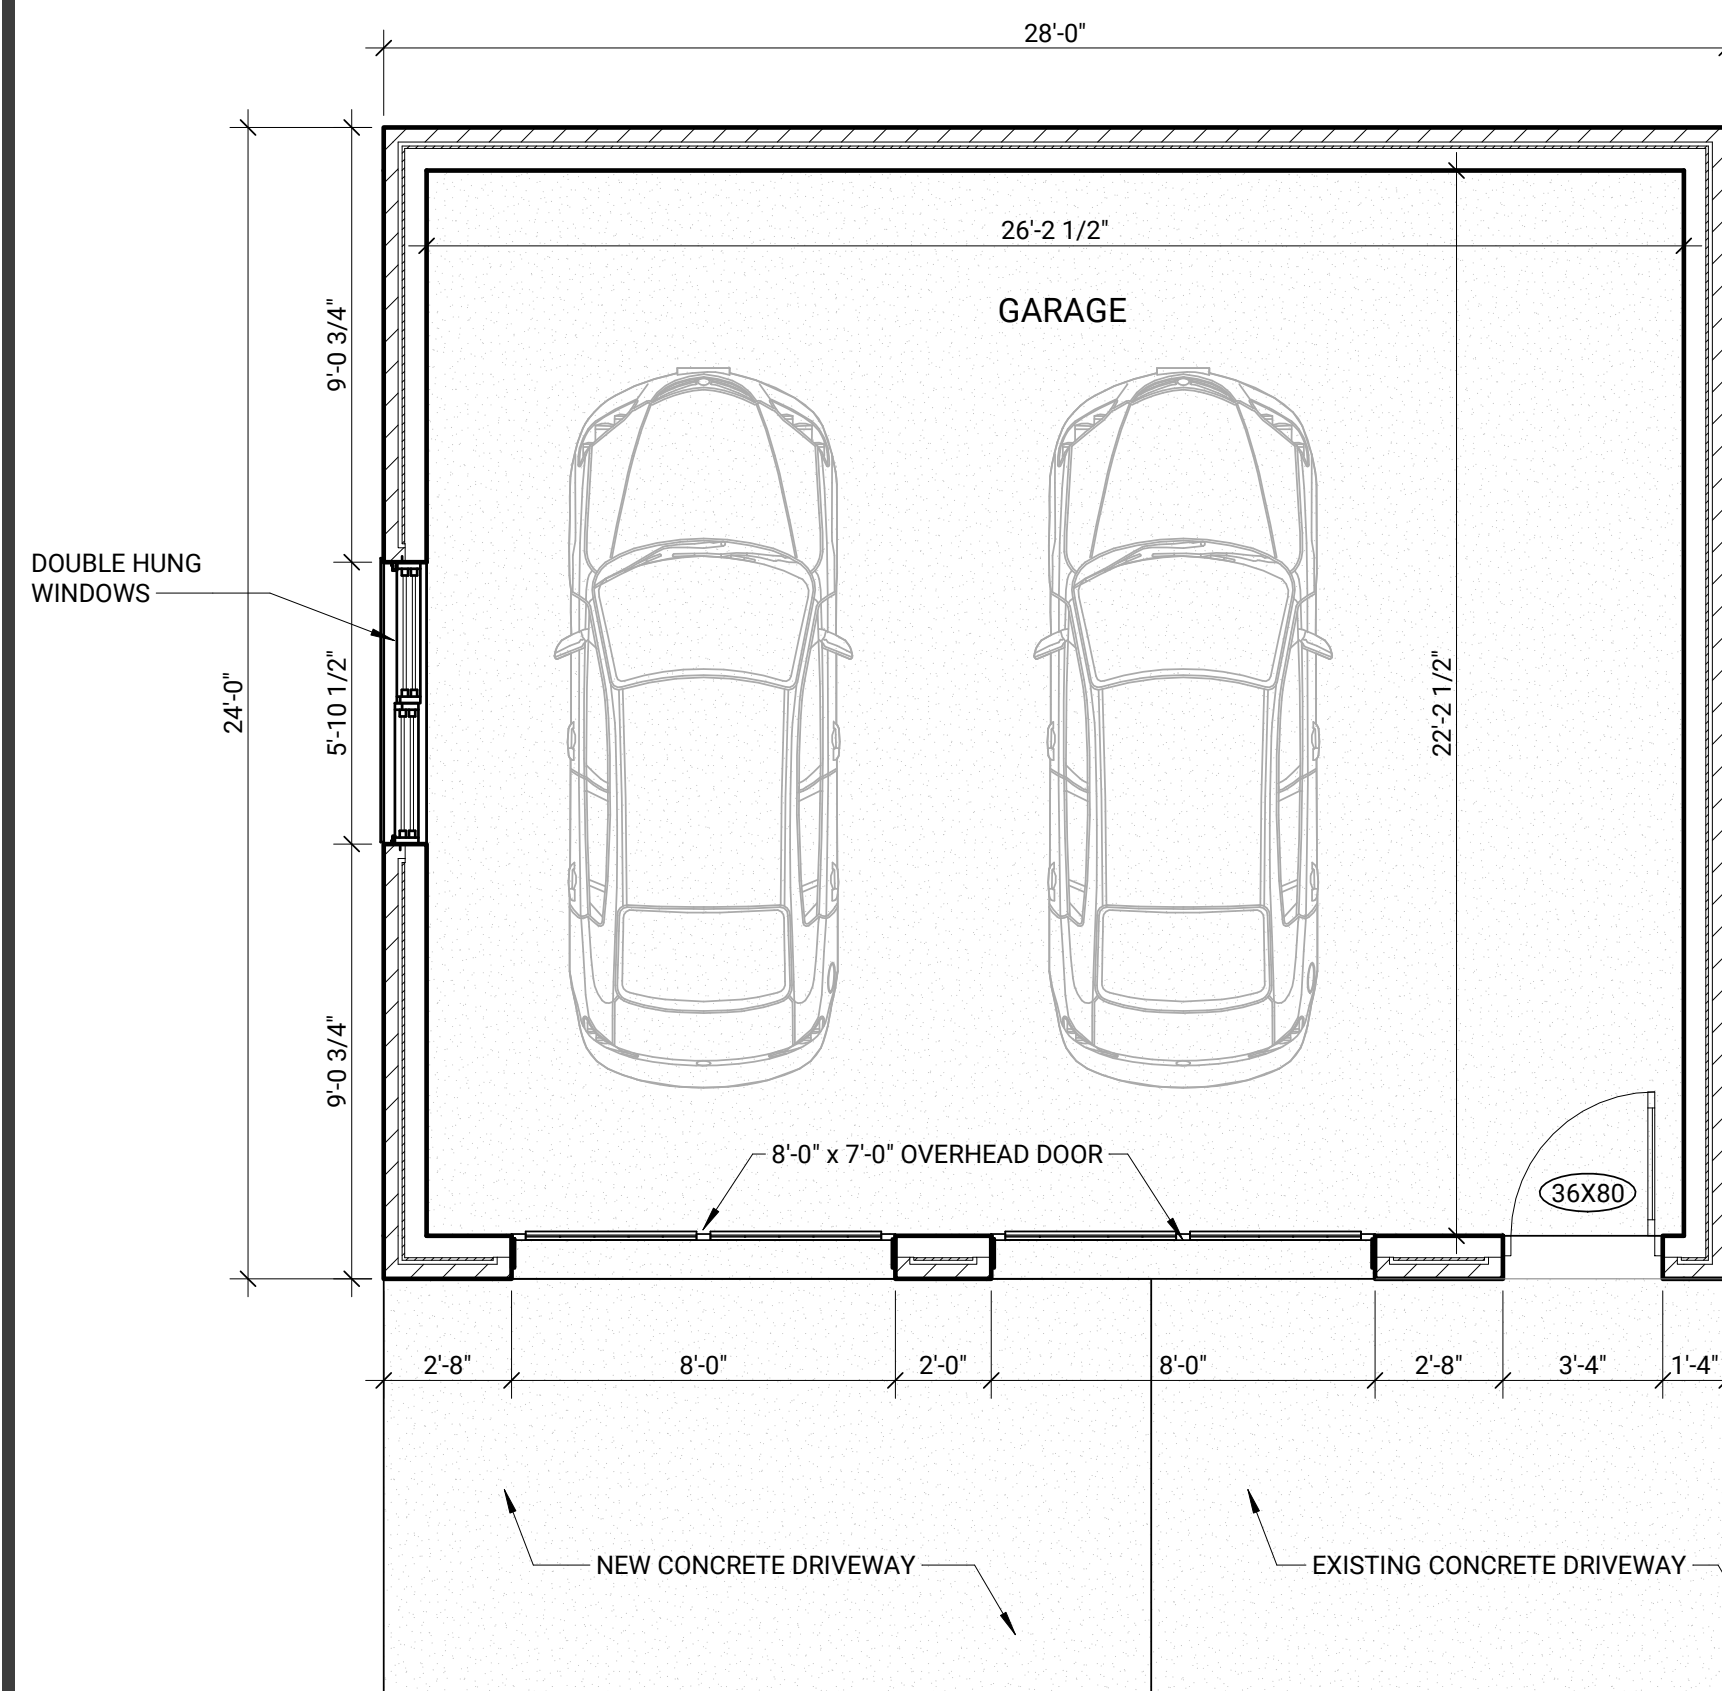 28'-0"
26'-2 1/2"
GARAGE
9'-0 3/4"
DOUBLE HUNG
WINDOWS
24'-0"
5'-10 1/2"
22'-2 1/2"
9'-0 3/4"
8'-0" x 7'-0" OVERHEAD DOOR
36X80
2'-8"
8'-0"
2'-0"
8'-0"
2'-8"
3'-4"
1'-4"
NEW CONCRETE DRIVEWAY
EXISTING CONCRETE DRIVEWAY